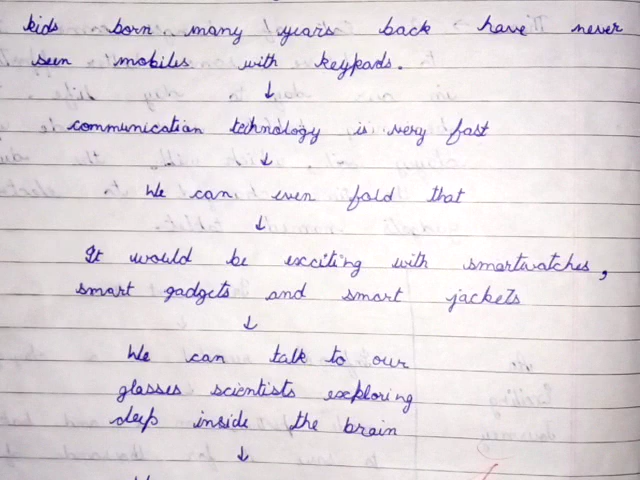 kids born many years back have never
seen mobiles with keypads.
↓
communication technology is very fast
↓
We can even fold that
↓
It would be exciting with smartwatches,
smart gadgets and smart jackets
↓
We can talk to our
glasses scientists exploring
deep inside the brain
↓